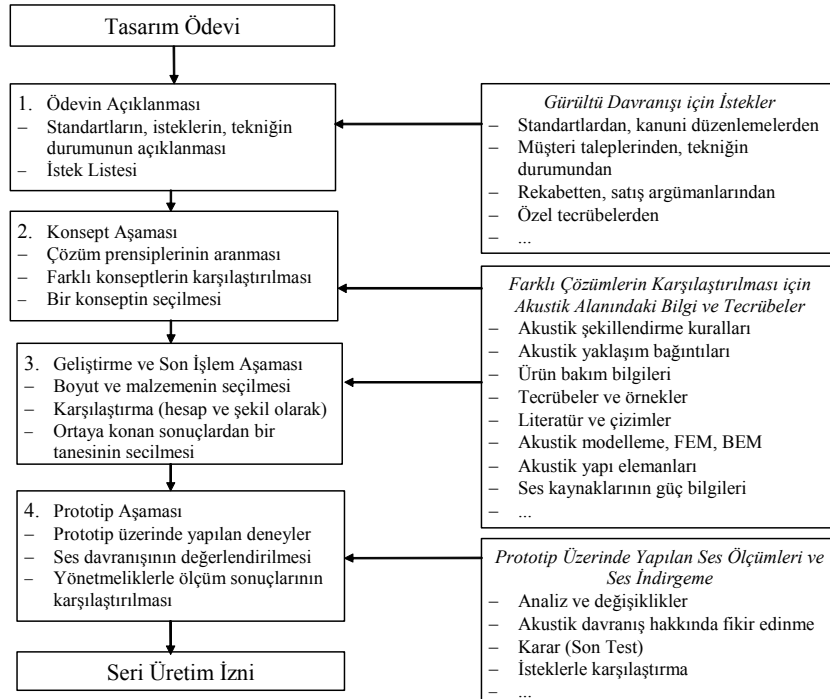 Tasarım Ödevi
1. Ödevin Açıklanması
– Standartların, isteklerin, tekniğin
durumunun açıklanması
– İstek Listesi
Gürültü Davranışı için İstekler
– Standartlardan, kanuni düzenlemelerden
– Müşteri taleplerinden, tekniğin
durumundan
– Rekabetten, satış argümanlarından
– Özel tecrübelerden
– ...
2. Konsept Aşaması
– Çözüm prensiplerinin aranması
– Farklı konseptlerin karşılaştırılması
– Bir konseptin seçilmesi
Farklı Çözümlerin Karşılaştırılması için
Akustik Alanındaki Bilgi ve Tecrübeler
– Akustik şekillendirme kuralları
– Akustik yaklaşım bağıntıları
– Ürün bakım bilgileri
– Tecrübeler ve örnekler
– Literatür ve çizimler
– Akustik modelleme, FEM, BEM
– Akustik yapı elemanları
– Ses kaynaklarının güç bilgileri
– ...
3. Geliştirme ve Son İşlem Aşaması
– Boyut ve malzemenin seçilmesi
– Karşılaştırma (hesap ve şekil olarak)
– Ortaya konan sonuçlardan bir
tanesinin secilmesi
4. Prototip Aşaması
– Prototip üzerinde yapılan deneyler
– Ses davranışının değerlendirilmesi
– Yönetmeliklerle ölçüm sonuçlarının
karşılaştırılması
Prototip Üzerinde Yapılan Ses Ölçümleri ve
Ses İndirgeme
– Analiz ve değişiklikler
– Akustik davranış hakkında fikir edinme
– Karar (Son Test)
– İsteklerle karşılaştırma
– ...
Seri Üretim İzni